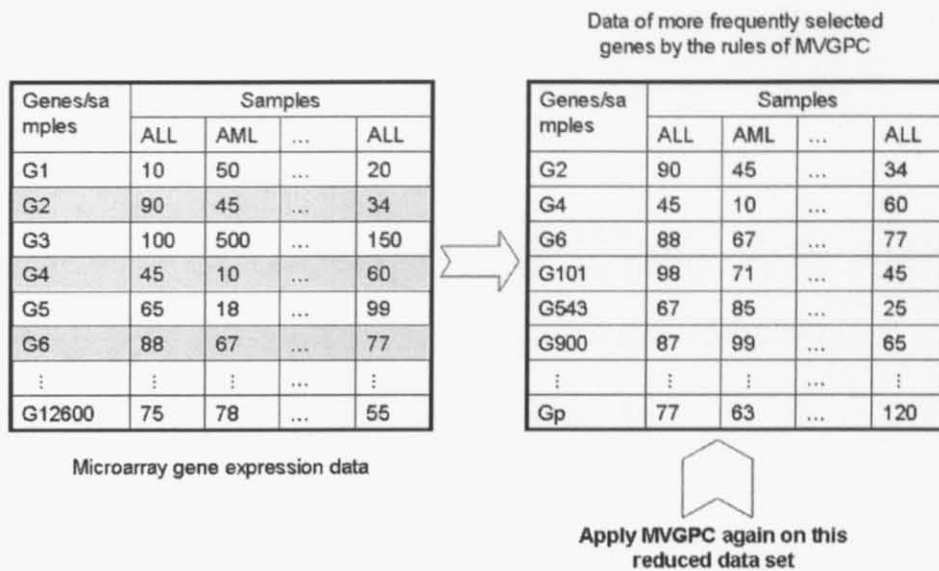 Data of more frequently selected
genes by the rules of MVGPC
Genes/sa
mples
Samples
ALL AML ... ALL
G1 10 50 ... 20
G2 90 45 ... 34
G3 100 500 ... 150
G4 45 10 ... 60
G5 65 18 ... 99
G6 88 67 ... 77
⋮ ⋮ ⋮ ... ⋮
G12600 75 78 ... 55
Microarray gene expression data
Genes/sa
mples
Samples
ALL AML ... ALL
G2 90 45 ... 34
G4 45 10 ... 60
G6 88 67 ... 77
G101 98 71 ... 45
G543 67 85 ... 25
G900 87 99 ... 65
⋮ ⋮ ⋮ ... ⋮
Gp 77 63 ... 120
Apply MVGPC again on this
reduced data set